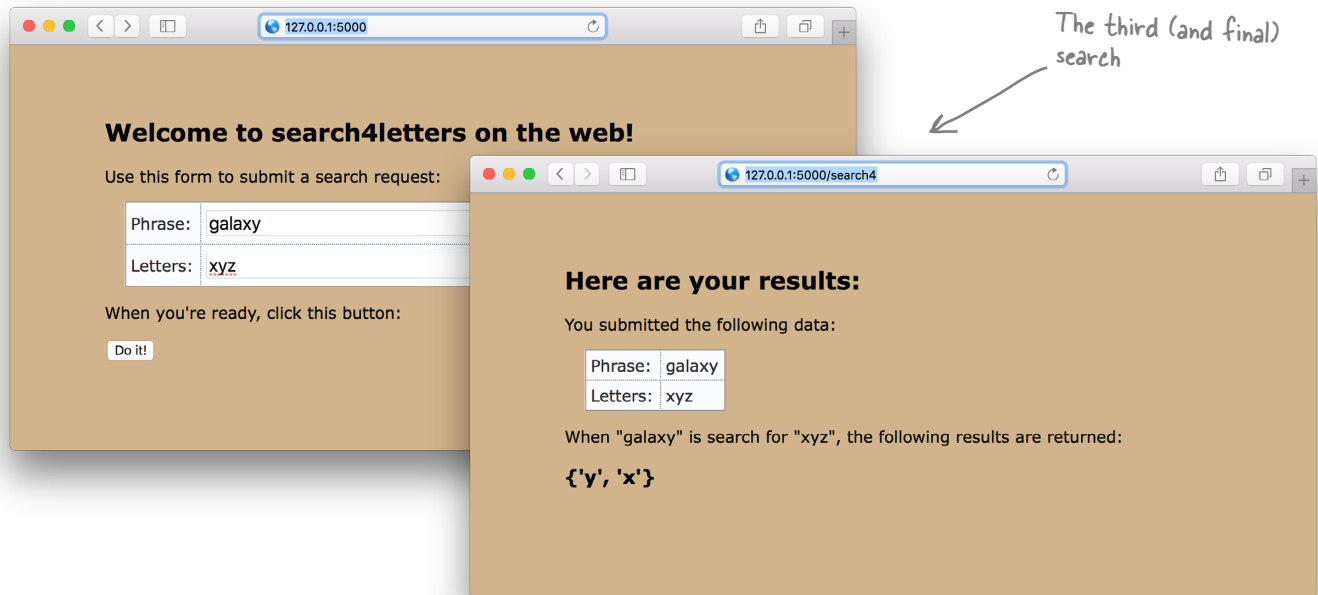 127.0.0.1:5000
The third (and final)
search
Welcome to search4letters on the web!
Use this form to submit a search request:
Phrase: galaxy
Letters: xyz
When you're ready, click this button:
Do it!
127.0.0.1:5000/search4
Here are your results:
You submitted the following data:
Phrase: galaxy
Letters: xyz
When "galaxy" is search for "xyz", the following results are returned:
{'y', 'x'}